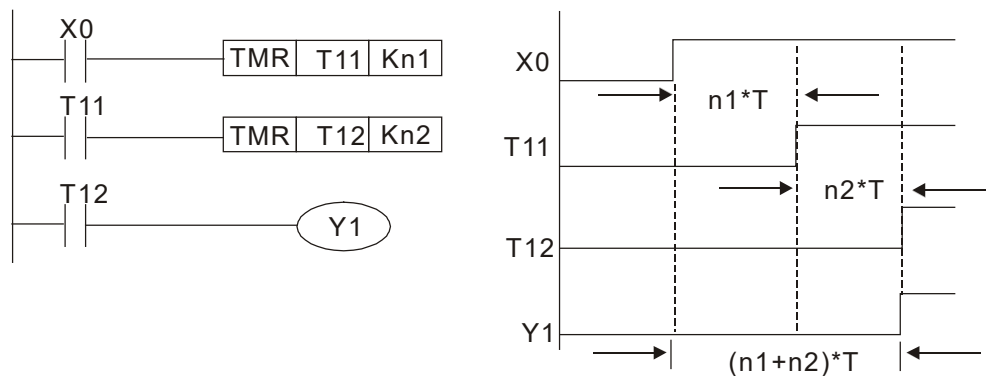 X0
TMR T11 Kn1
T11
TMR T12 Kn2
T12
Y1
X0
n1*T
T11
n2*T
T12
Y1
(n1+n2)*T